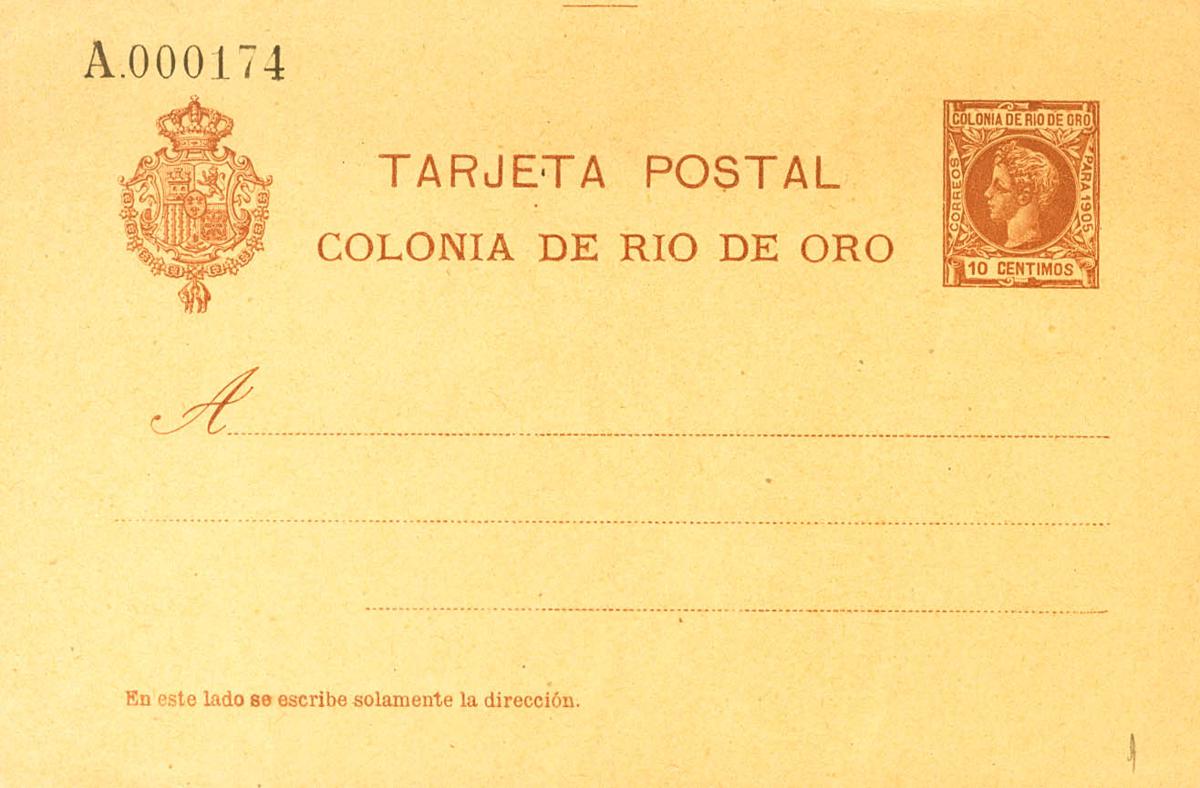 A.000174
TARJETA POSTAL
COLONIA DE RIO DE ORO
COLONIA DE RIO DE ORO
CORREOS
PARA 1905
10 CENTIMOS
A
En este lado se escribe solamente la dirección.